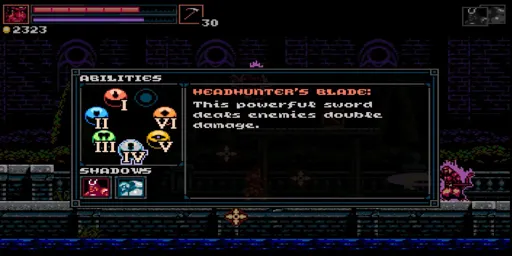 30
2323
ABILITIES
HEADHUNTER'S BLADE:
This powerful sword
deals enemies double
damage.
I
II
VI
III
V
IV
SHADOWS